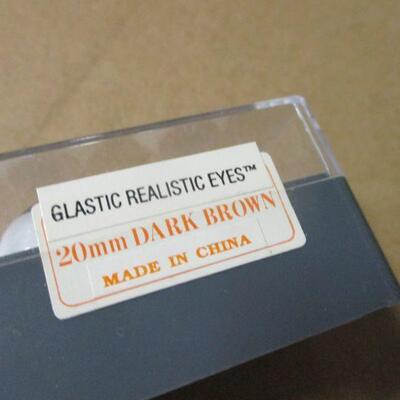 GLASTIC REALISTIC EYES™
20mm DARK BROWN
MADE IN CHINA